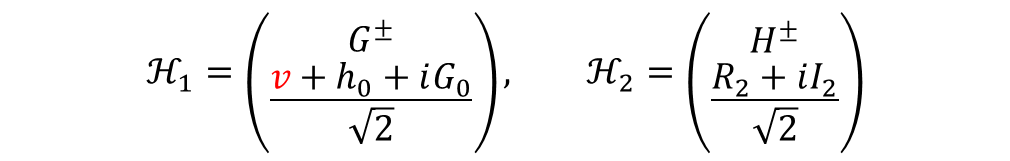 ℋ₁ = ( G^± / (v + h₀ + iG₀)/√2 ),   ℋ₂ = ( H^± / (R₂ + iI₂)/√2 )